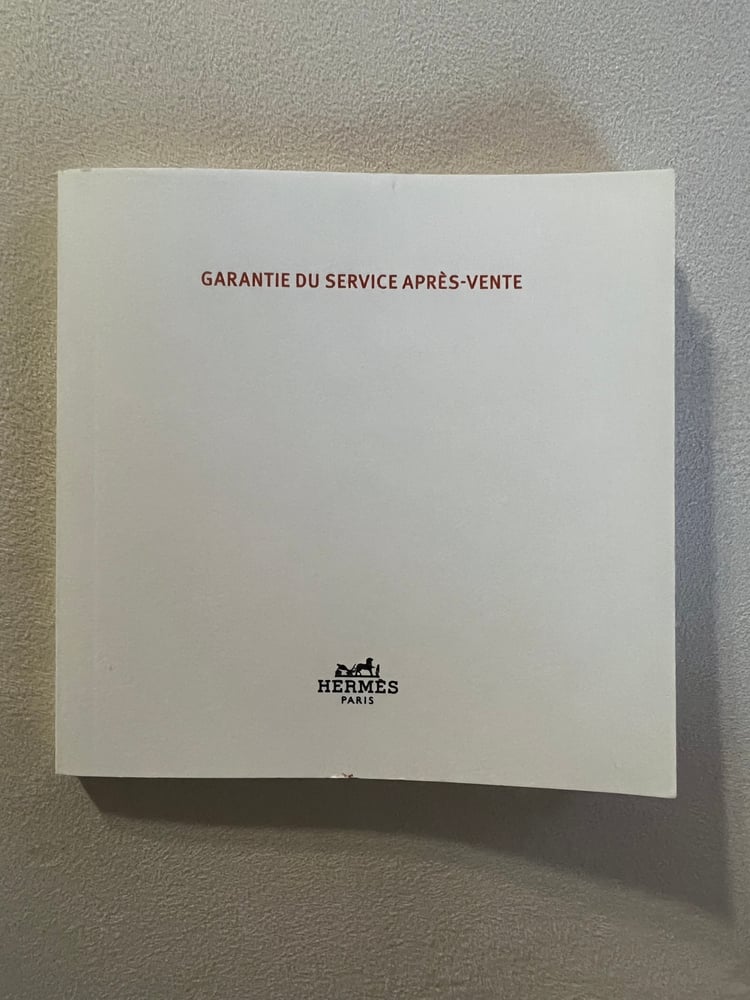 GARANTIE DU SERVICE APRÈS-VENTE
HERMÈS
PARIS